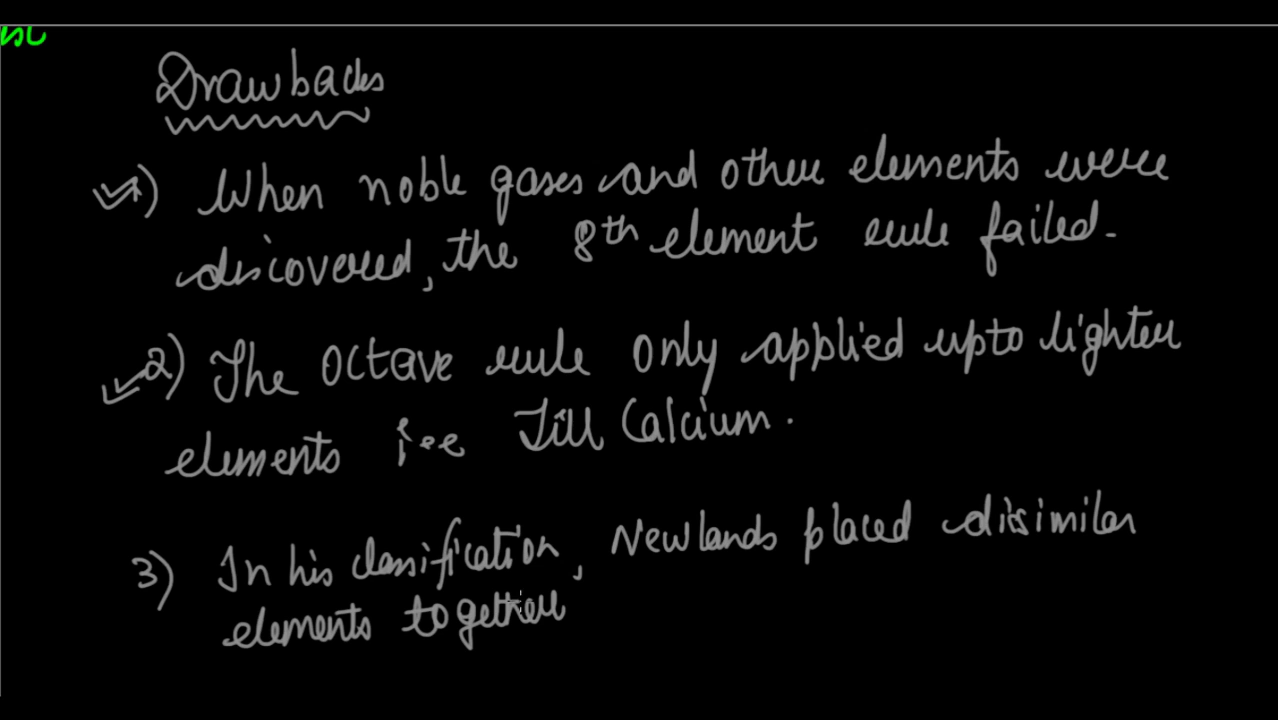 Drawbacks
1) When noble gases and other elements were
discovered, the 8th element rule failed.
2) The Octave rule only applied upto lighter
elements i.e Till Calcium.
3) In his classification, Newlands placed dissimilar
elements together